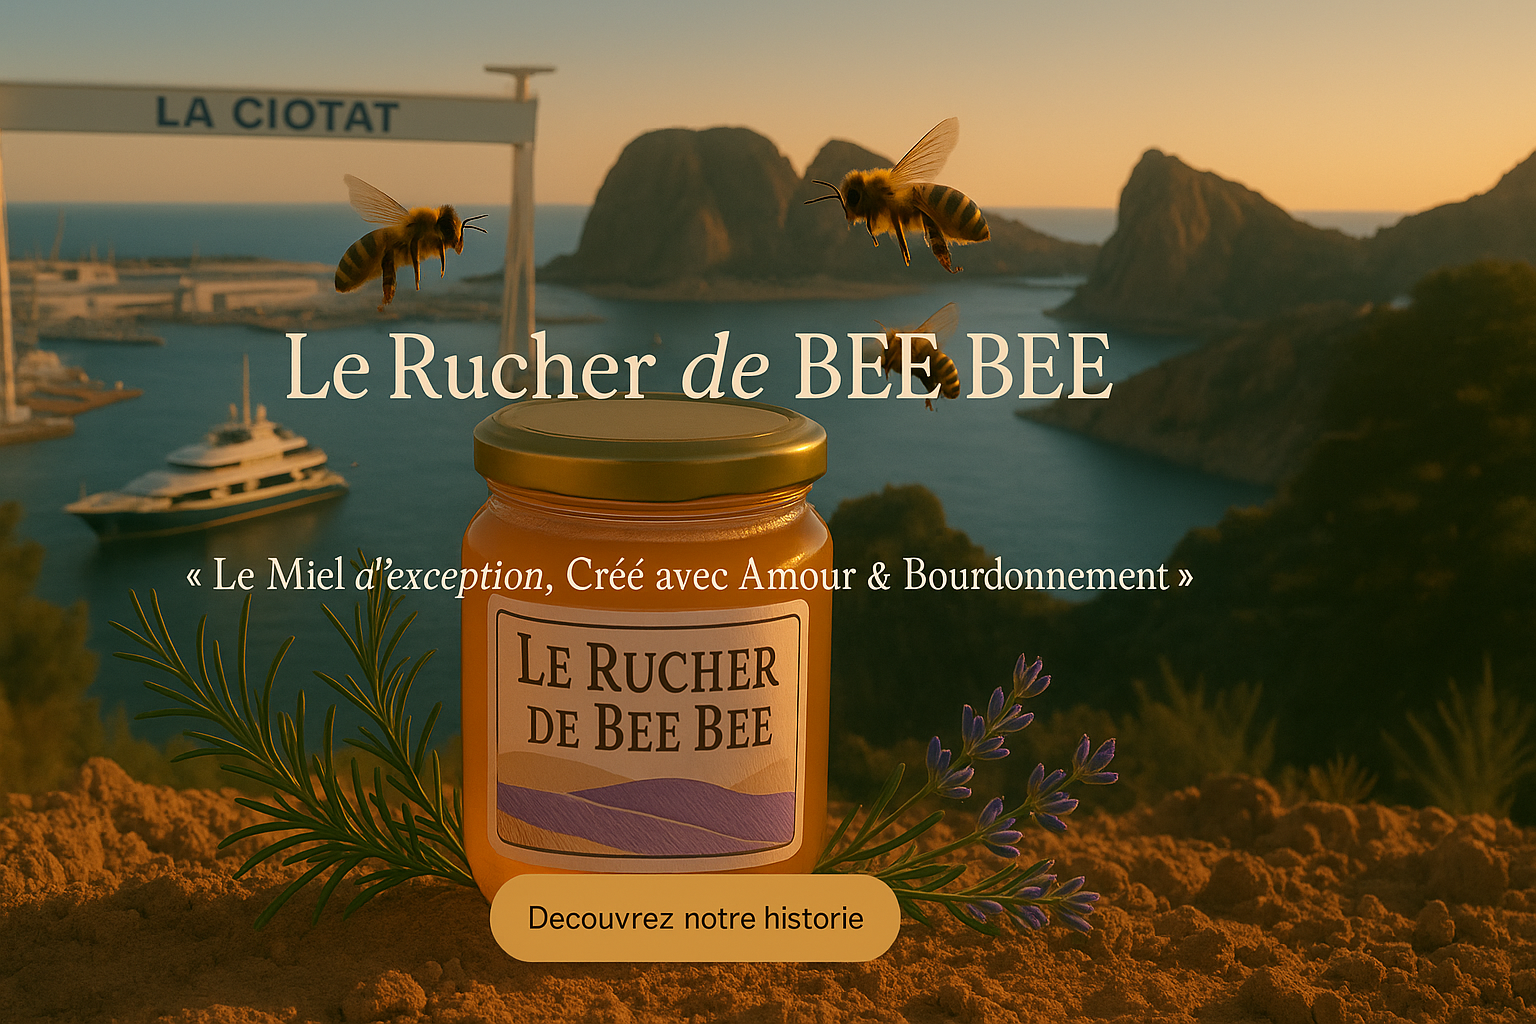 LA CIOTAT
Le Rucher de BEE BEE
« Le Miel d'exception, Créé avec Amour & Bourdonnement »
LE RUCHER
DE BEE BEE
Decouvrez notre historie